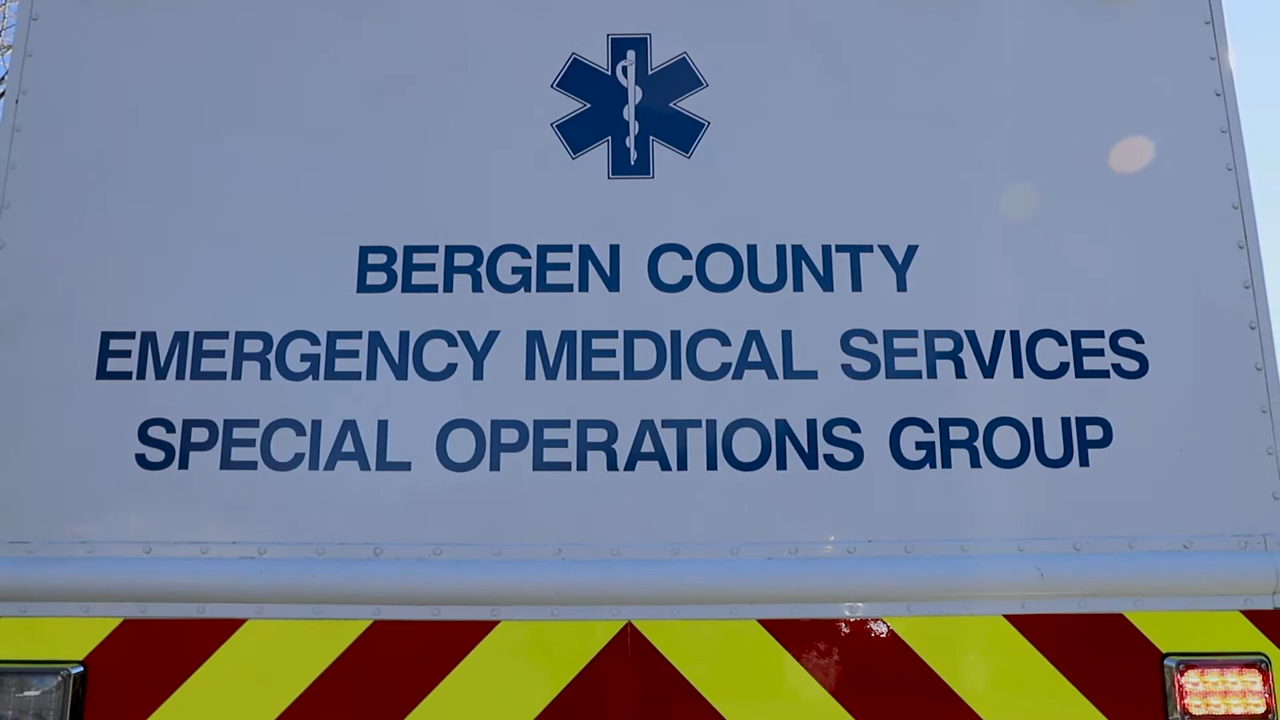 BERGEN COUNTY
EMERGENCY MEDICAL SERVICES
SPECIAL OPERATIONS GROUP